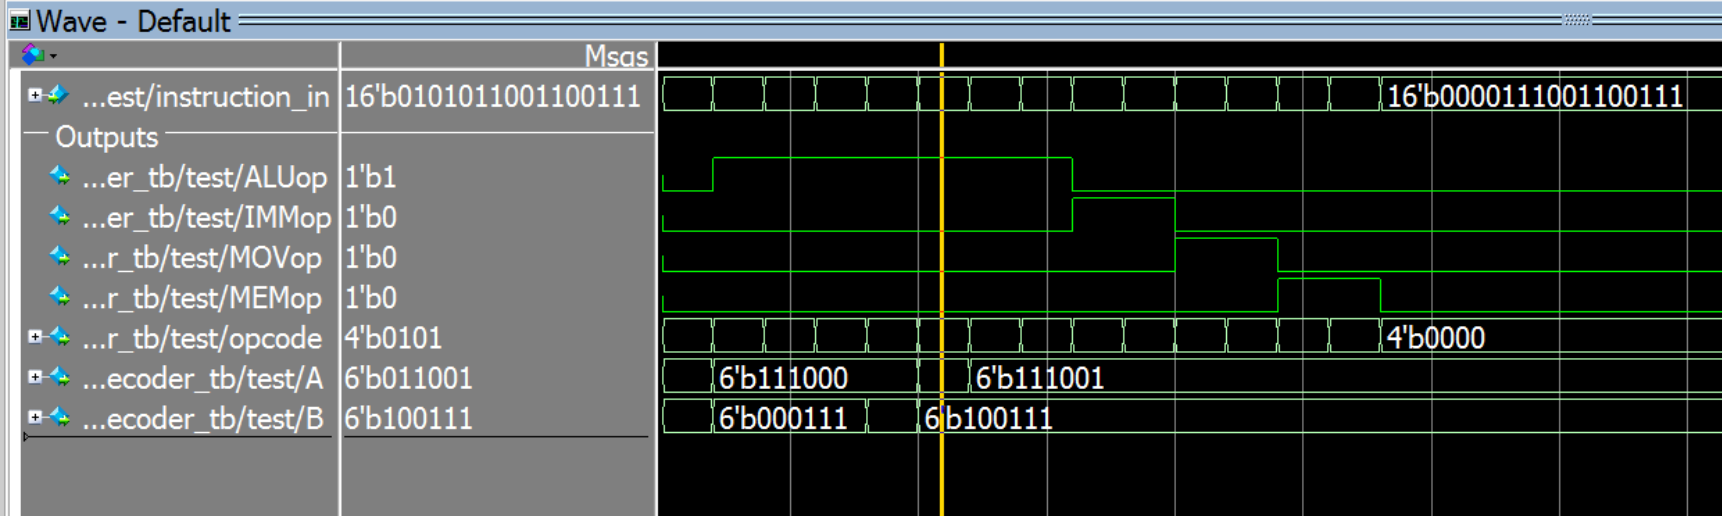 Wave - Default
Msgs
...est/instruction_in 16'b0101011001100111 16'b0000111001100111
Outputs
...er_tb/test/ALUop 1'b1
...er_tb/test/IMMop 1'b0
...r_tb/test/MOVop 1'b0
...r_tb/test/MEMop 1'b0
...r_tb/test/opcode 4'b0101 4'b0000
...ecoder_tb/test/A 6'b011001 6'b111000 6'b111001
...ecoder_tb/test/B 6'b100111 6'b000111 6'b100111